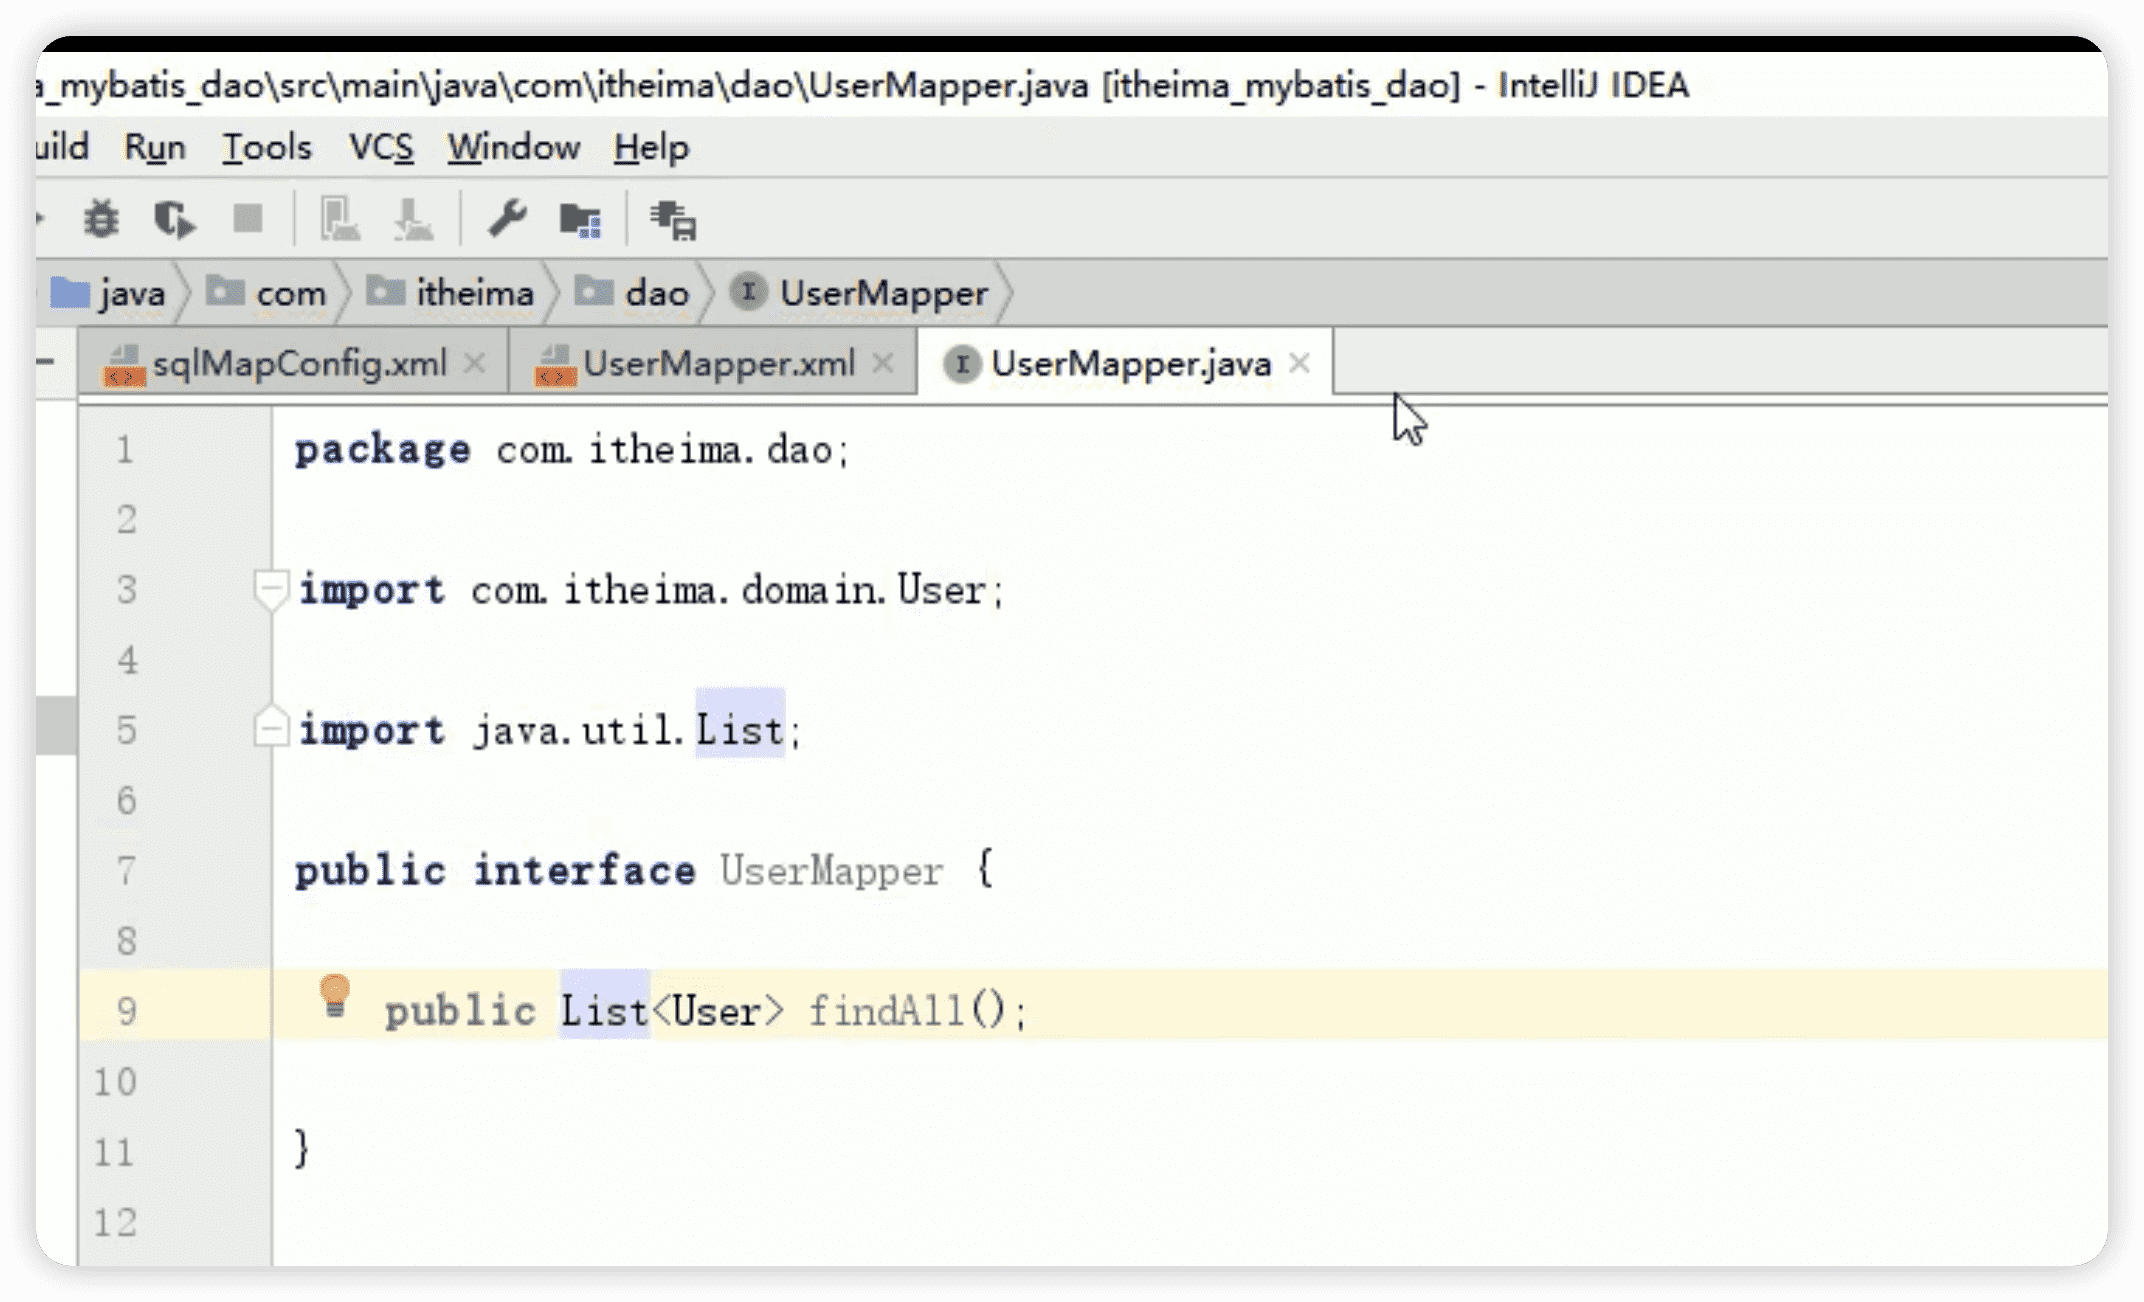 a_mybatis_dao\src\main\java\com\itheima\dao\UserMapper.java [itheima_mybatis_dao] - IntelliJ IDEA
uild Run Tools VCS Window Help
java com itheima dao I UserMapper
sqlMapConfig.xml UserMapper.xml I UserMapper.java
1 package com.itheima.dao;
2
3 import com.itheima.domain.User;
4
5 import java.util.List;
6
7 public interface UserMapper {
8
9 public List<User> findAll();
10
11 }
12